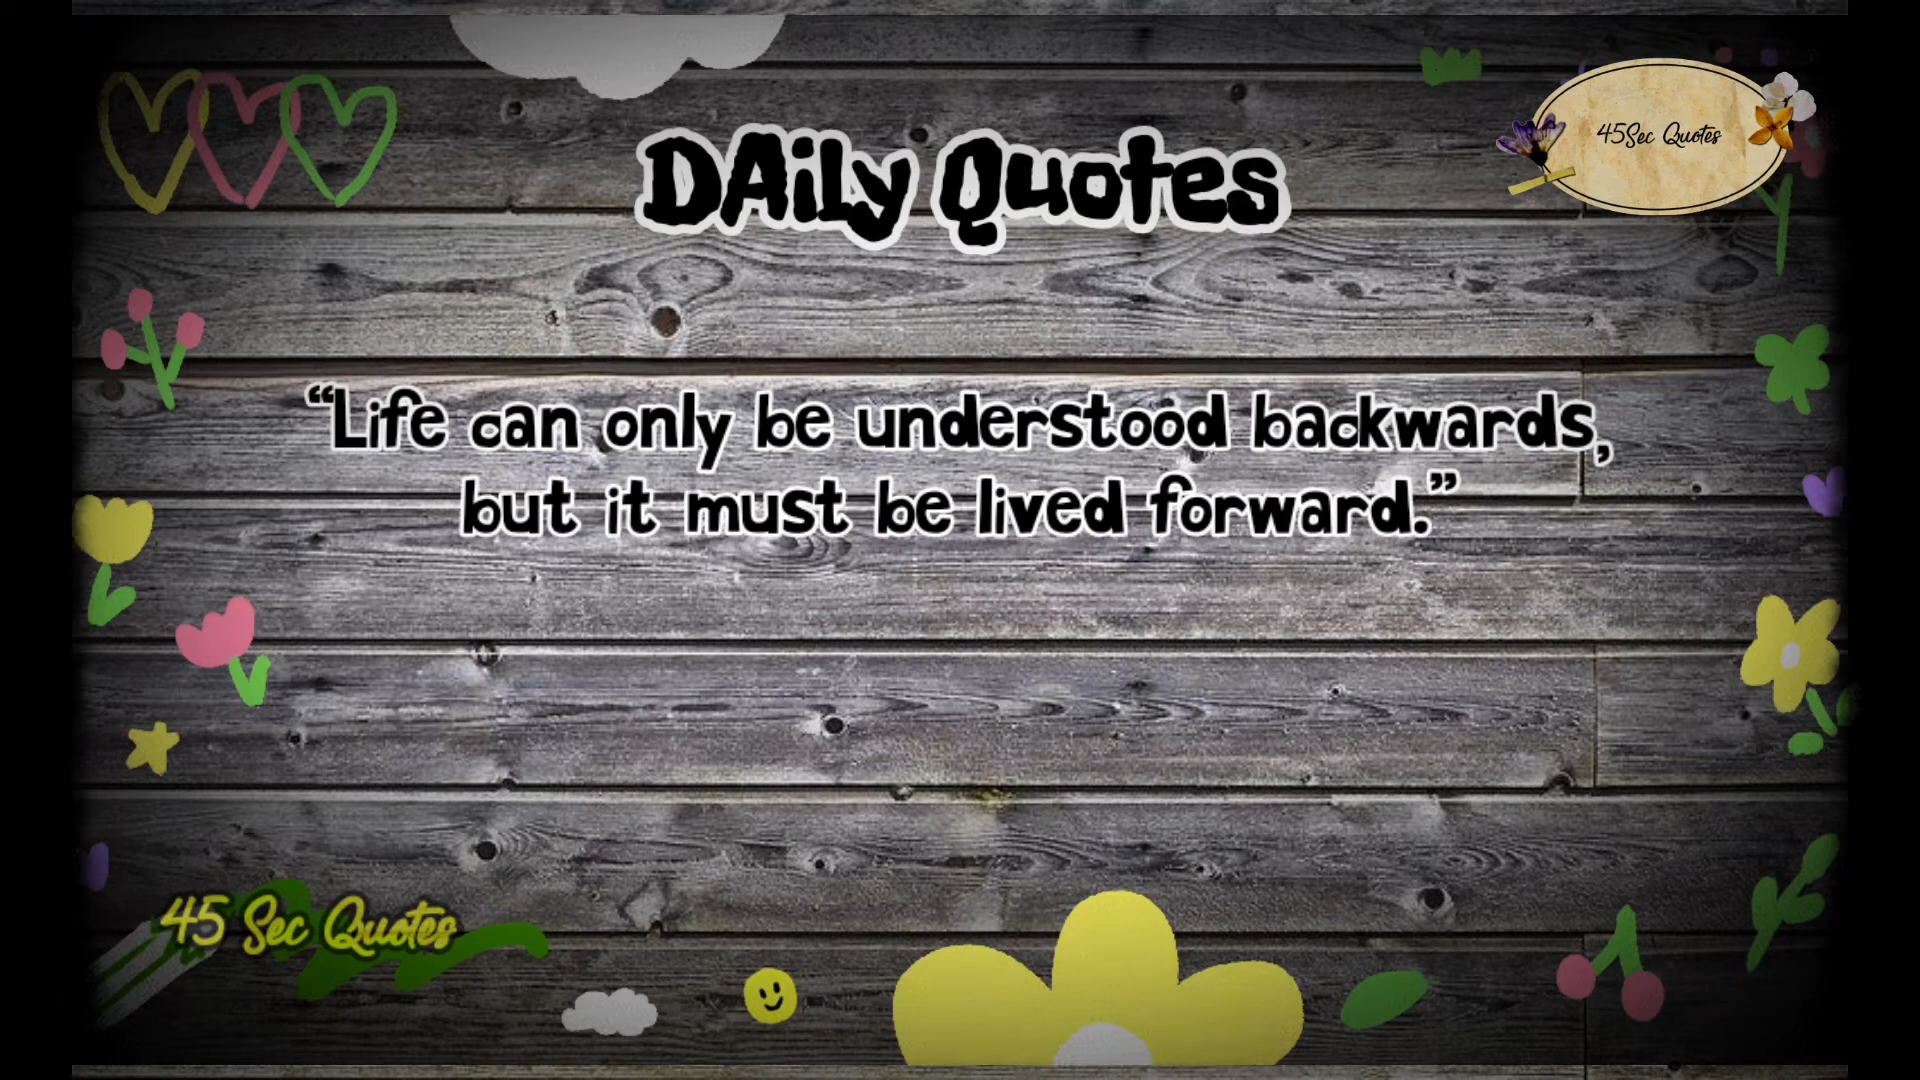 DAily Quotes
45Sec Quotes
“Life can only be understood backwards,
but it must be lived forward.”
45 Sec Quotes